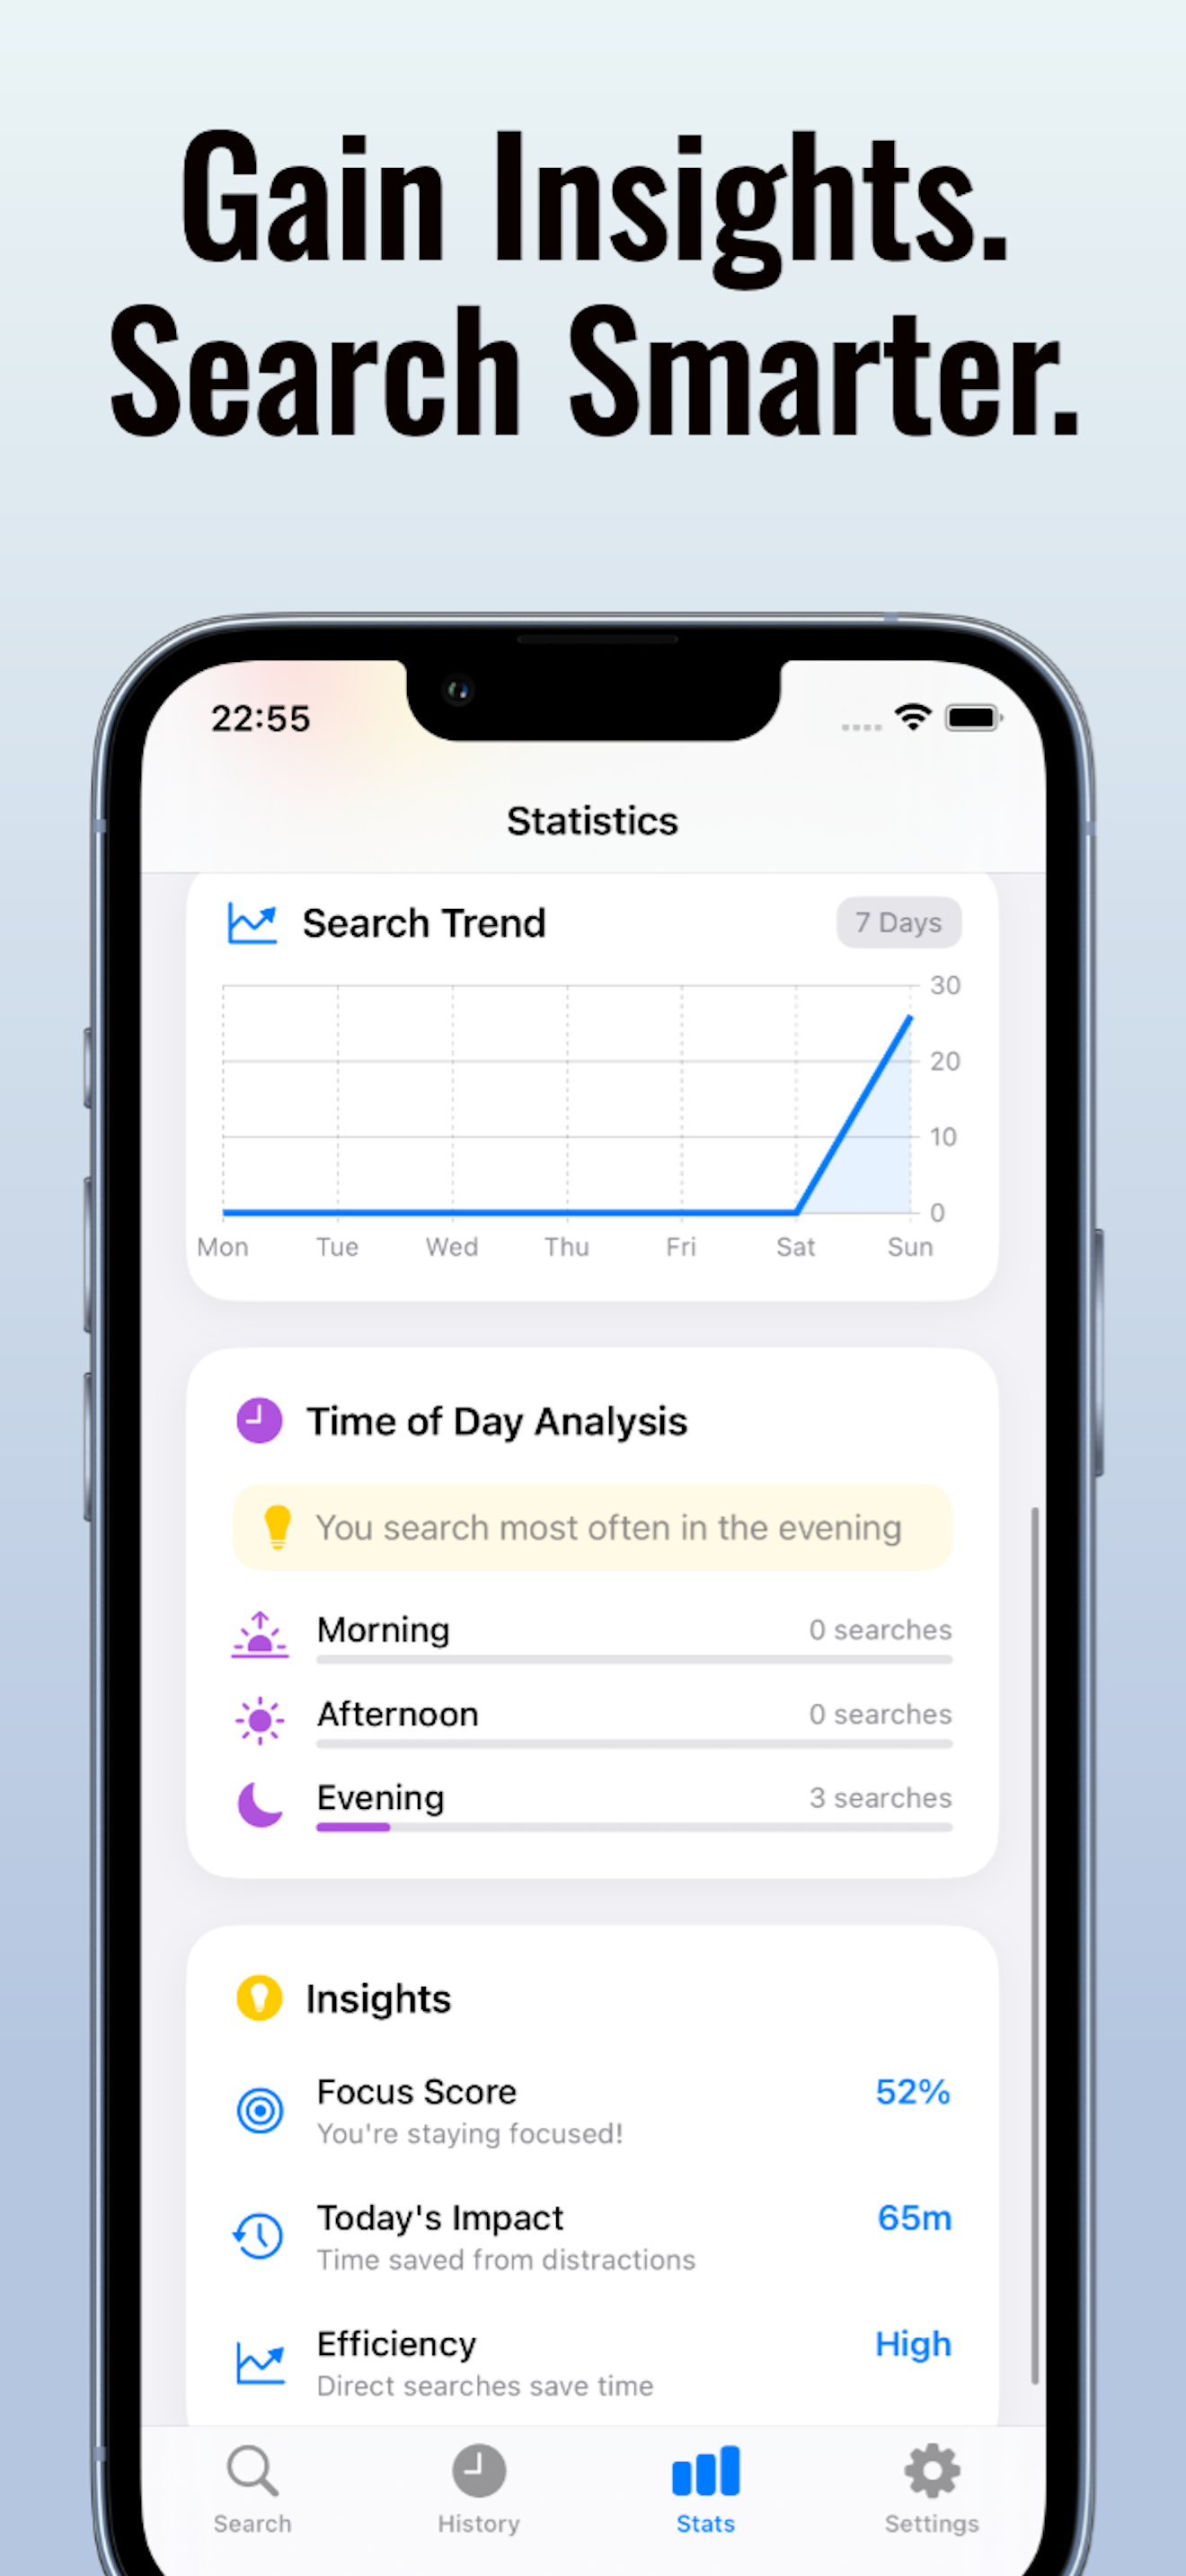 Gain Insights.
Search Smarter.
22:55
Statistics
Search Trend
7 Days
30
20
10
0
Mon Tue Wed Thu Fri Sat Sun
Time of Day Analysis
You search most often in the evening
Morning 0 searches
Afternoon 0 searches
Evening 3 searches
Insights
Focus Score 52%
You're staying focused!
Today's Impact 65m
Time saved from distractions
Efficiency High
Direct searches save time
Search History Stats Settings